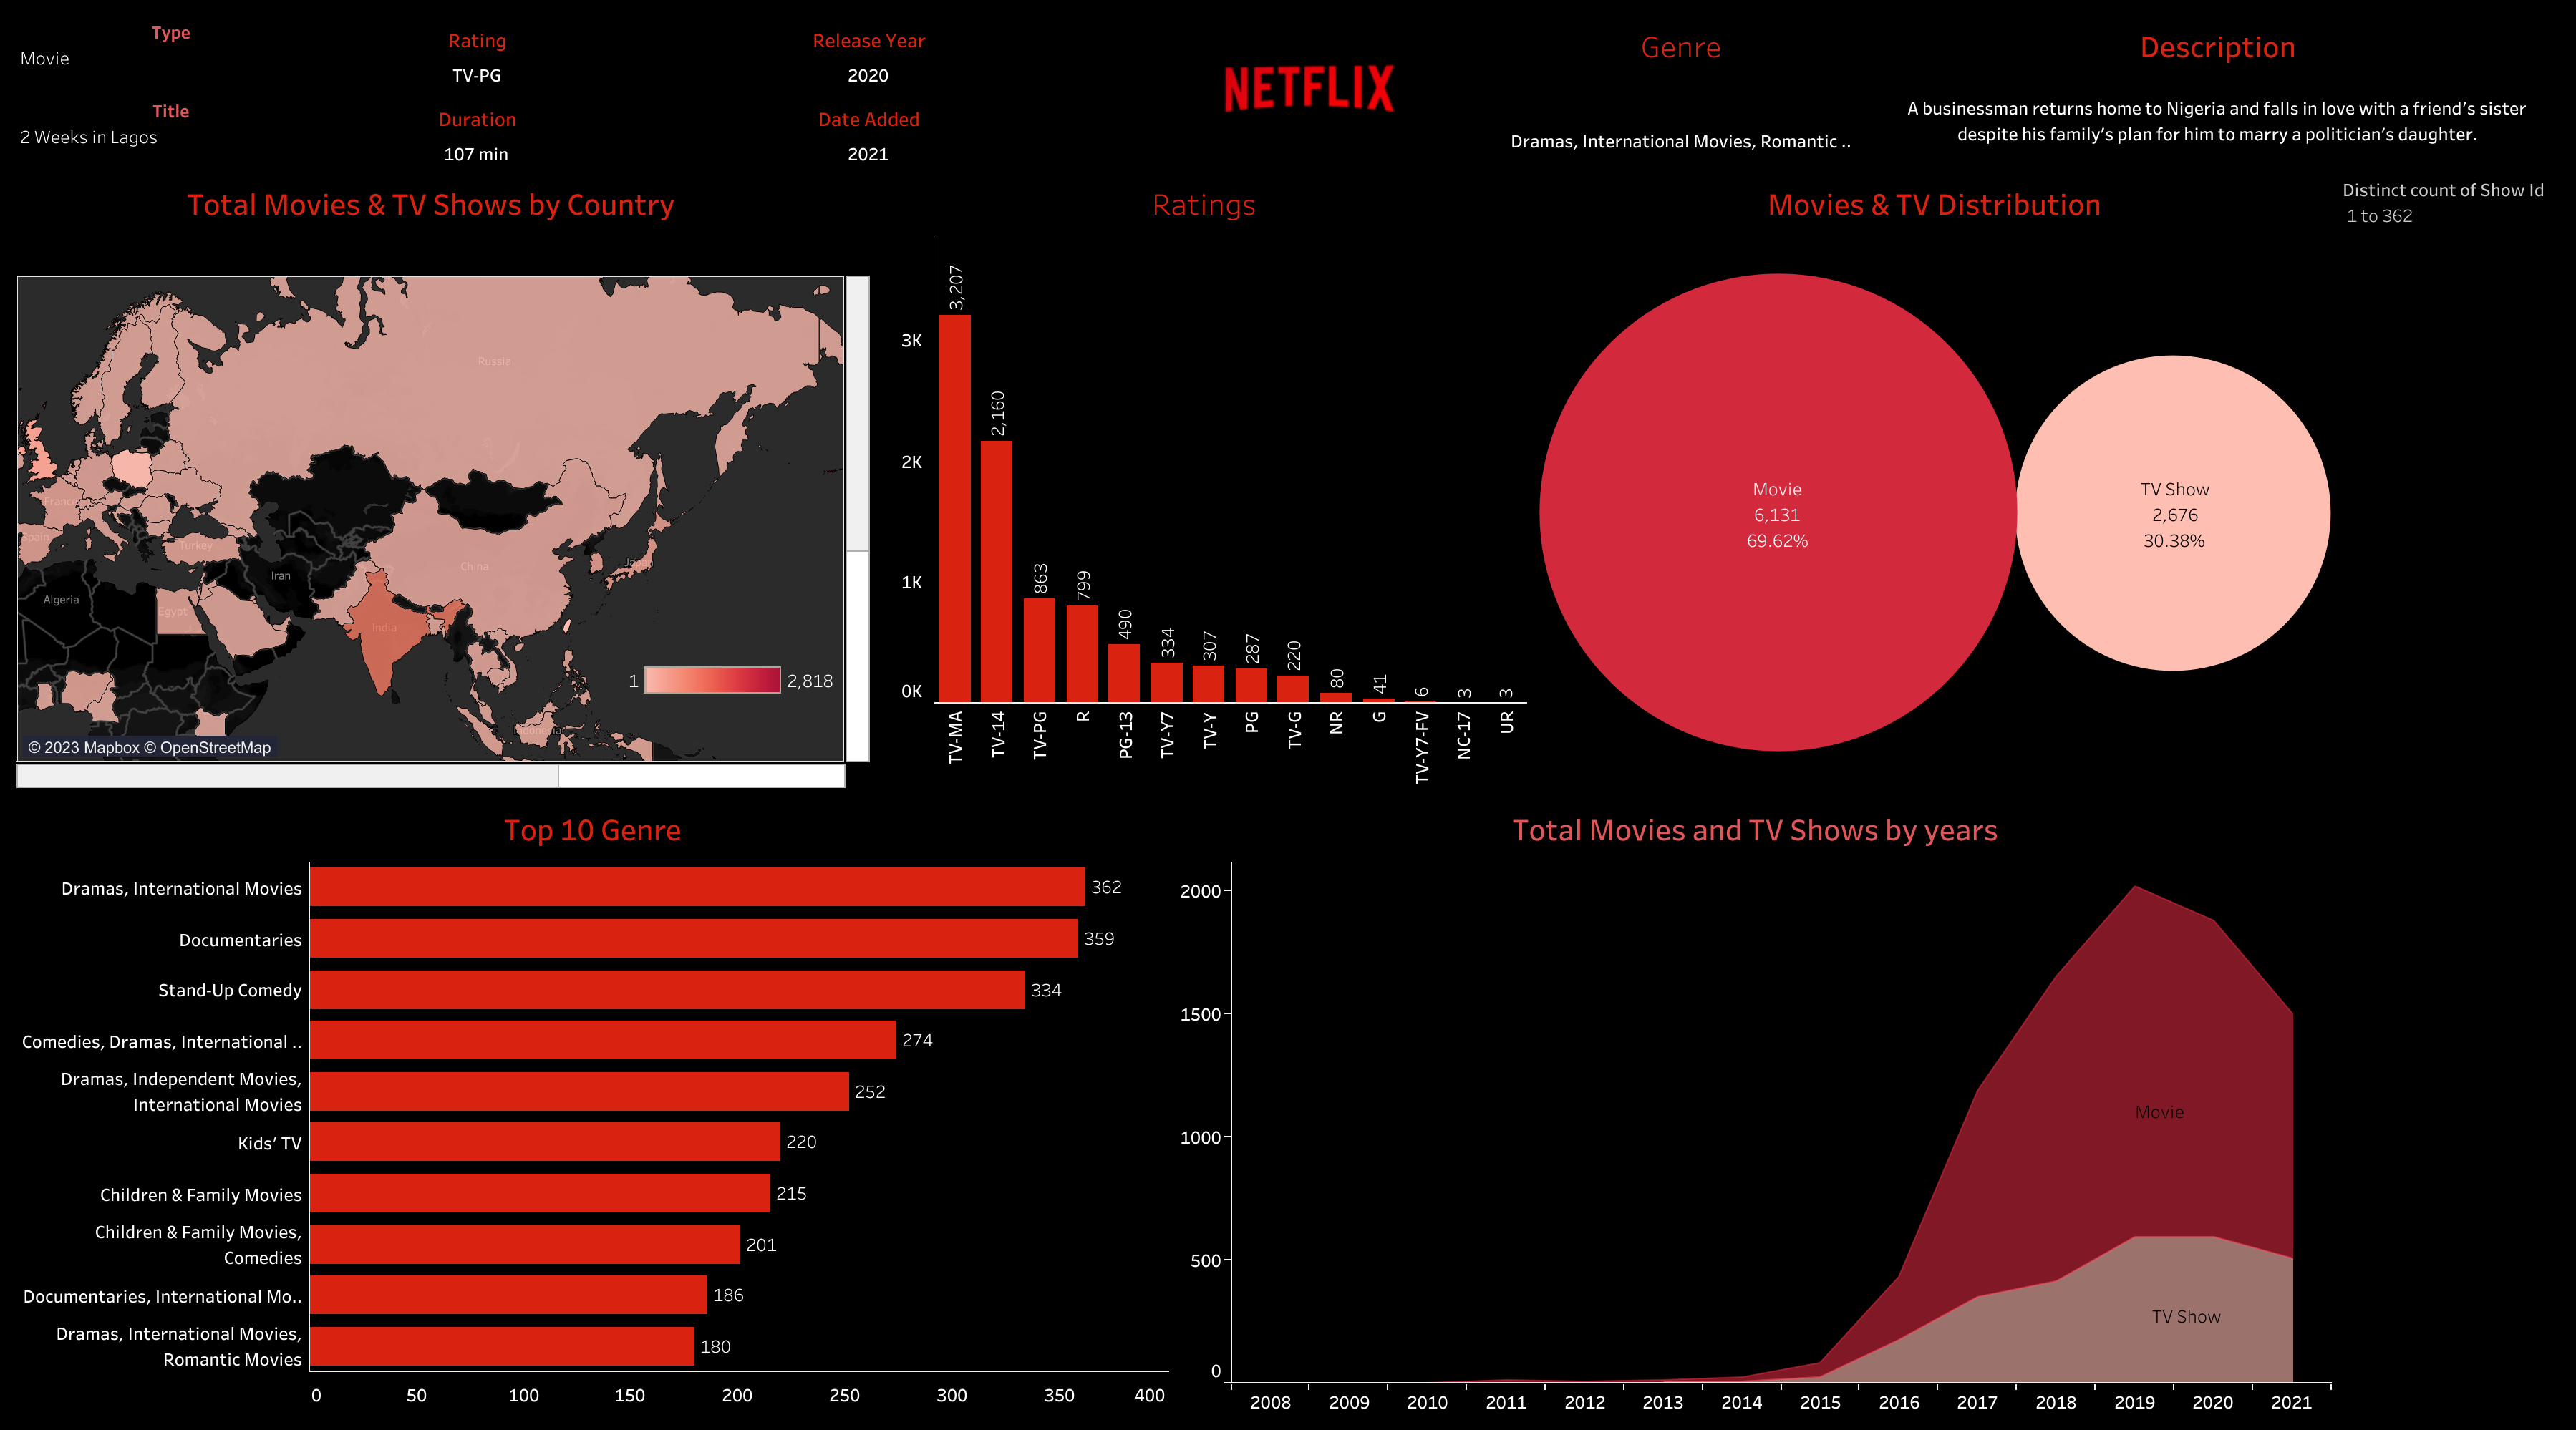 Type
Movie
Title
2 Weeks in Lagos
Rating
TV-PG
Duration
107 min
Release Year
2020
Date Added
2021
NETFLIX
Genre
Dramas, International Movies, Romantic ..
Description
A businessman returns home to Nigeria and falls in love with a friend’s sister
despite his family’s plan for him to marry a politician’s daughter.
Total Movies & TV Shows by Country
Russia
France
Spain
Turkey
China
Japan
Iran
Algeria
Egypt
India
Indonesia
1
2,818
© 2023 Mapbox © OpenStreetMap
Ratings
3K
2K
1K
0K
3,207
2,160
863
799
490
334
307
287
220
80
41
6
3
3
TV-MA
TV-14
TV-PG
R
PG-13
TV-Y7
TV-Y
PG
TV-G
NR
G
TV-Y7-FV
NC-17
UR
Movies & TV Distribution
Distinct count of Show Id
1 to 362
Movie
6,131
69.62%
TV Show
2,676
30.38%
Top 10 Genre
Dramas, International Movies
362
Documentaries
359
Stand-Up Comedy
334
Comedies, Dramas, International ..
274
Dramas, Independent Movies,
International Movies
252
Kids’ TV
220
Children & Family Movies
215
Children & Family Movies,
Comedies
201
Documentaries, International Mo..
186
Dramas, International Movies,
Romantic Movies
180
0 50 100 150 200 250 300 350 400
Total Movies and TV Shows by years
2000
1500
1000
500
0
Movie
TV Show
2008 2009 2010 2011 2012 2013 2014 2015 2016 2017 2018 2019 2020 2021